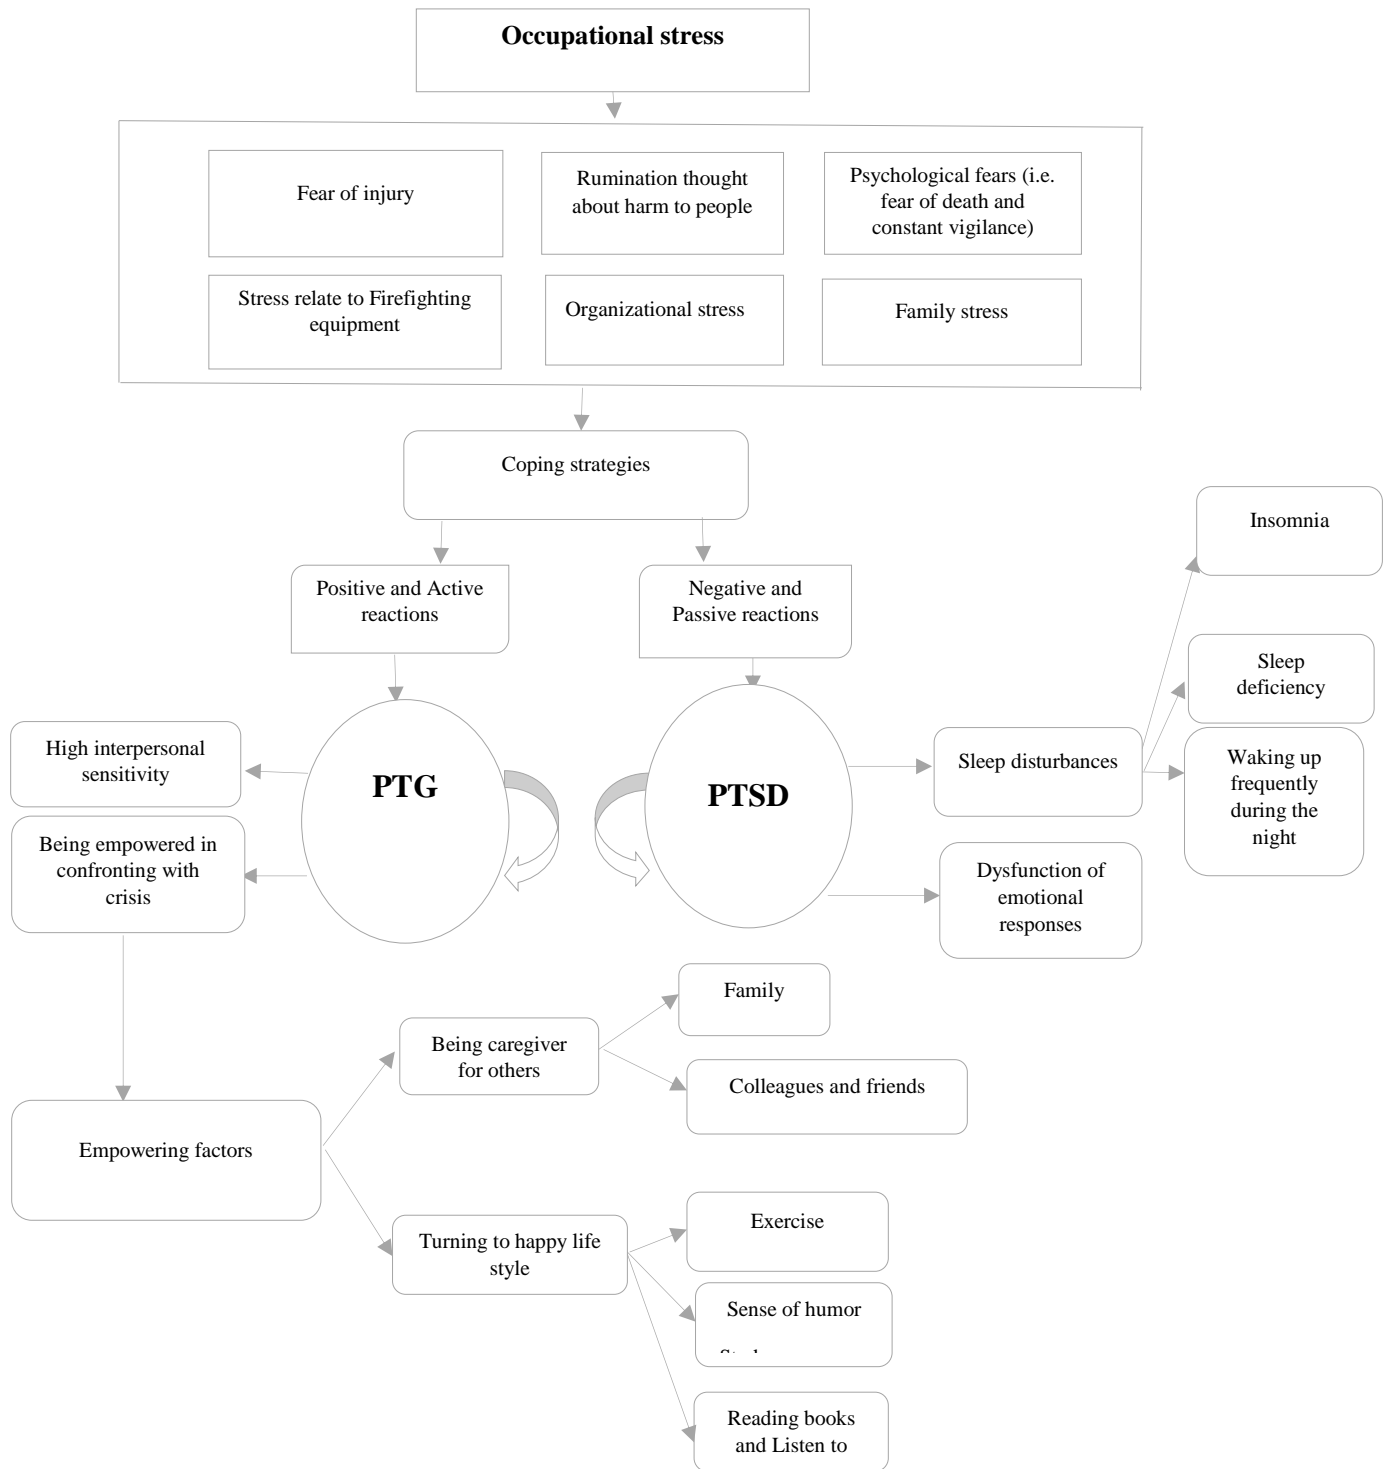 Occupational stress
Fear of injury
Rumination thought
about harm to people
Psychological fears (i.e.
fear of death and
constant vigilance)
Stress relate to Firefighting
equipment
Organizational stress
Family stress
Coping strategies
Positive and Active
reactions
Negative and
Passive reactions
Insomnia
Sleep
deficiency
Waking up
frequently
during the
night
Sleep disturbances
Dysfunction of
emotional
responses
PTG
PTSD
High interpersonal
sensitivity
Being empowered in
confronting with
crisis
Empowering factors
Being caregiver
for others
Family
Colleagues and friends
Turning to happy life
style
Exercise
Sense of humor
Reading books
and Listen to